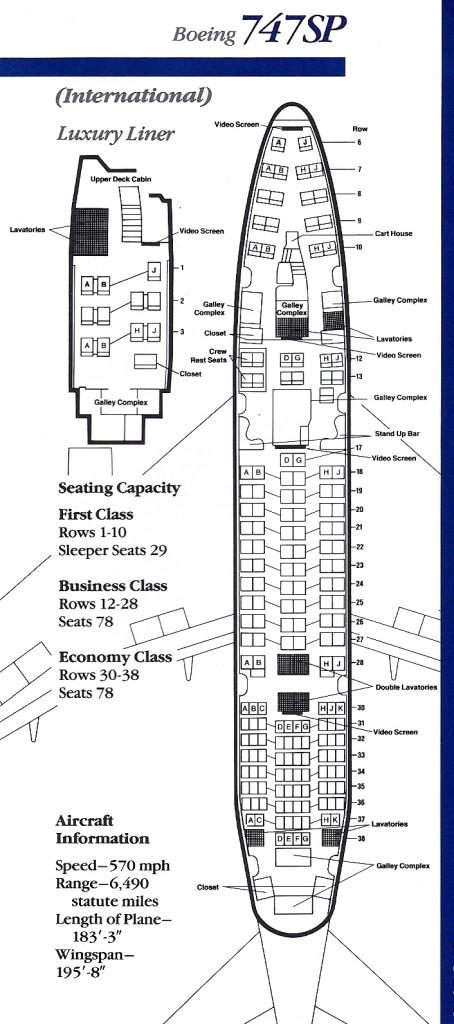 Boeing 747SP
(International)
Luxury Liner
Upper Deck Cabin
Lavatories
Video Screen
1
A B J
2
3
A B H J
Closet
Galley Complex
Video Screen
Row
A J 6
A B H J 7
8
9
Cart House
A B H J 10
Galley Complex
Galley Complex
Galley Complex
Lavatories
Closet
Video Screen
Crew Rest Seats
D G H J 12
13
Galley Complex
Stand Up Bar
17
Video Screen
D G
A B H J 18
19
20
21
22
23
24
25
26
27
A B H J 28
Double Lavatories
A B C H J K 30
D E F G 31
Video Screen
32
33
34
35
36
A C H K 37
Lavatories
D E F G 38
Galley Complex
Closet
Seating Capacity
First Class
Rows 1-10
Sleeper Seats 29
Business Class
Rows 12-28
Seats 78
Economy Class
Rows 30-38
Seats 78
Aircraft
Information
Speed—570 mph
Range—6,490
statute miles
Length of Plane—
183'-3"
Wingspan—
195'-8"